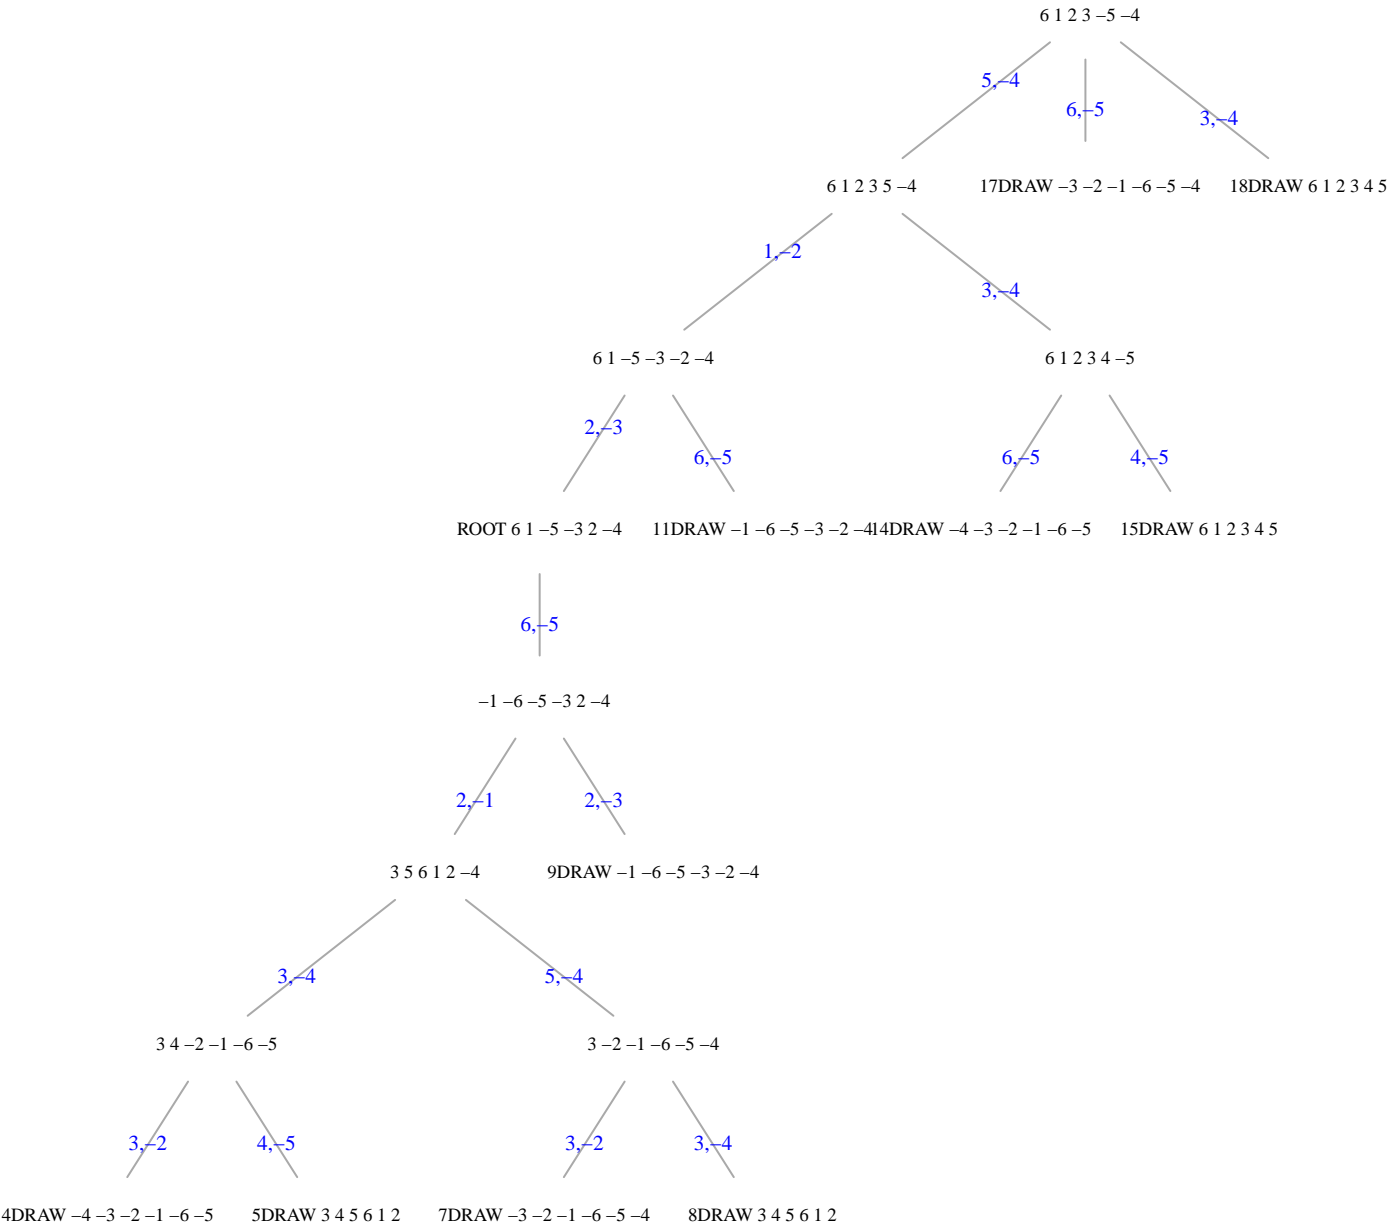 6 1 2 3 –5 –4
5,–4
6,–5
3,–4
6 1 2 3 5 –4
17DRAW –3 –2 –1 –6 –5 –4
18DRAW 6 1 2 3 4 5
1,–2
3,–4
6 1 –5 –3 –2 –4
6 1 2 3 4 –5
2,–3
6,–5
6,–5
4,–5
ROOT 6 1 –5 –3 2 –4
11DRAW –1 –6 –5 –3 –2 –4
14DRAW –4 –3 –2 –1 –6 –5
15DRAW 6 1 2 3 4 5
6,–5
–1 –6 –5 –3 2 –4
2,–1
2,–3
3 5 6 1 2 –4
9DRAW –1 –6 –5 –3 –2 –4
3,–4
5,–4
3 4 –2 –1 –6 –5
3 –2 –1 –6 –5 –4
3,–2
4,–5
3,–2
3,–4
4DRAW –4 –3 –2 –1 –6 –5
5DRAW 3 4 5 6 1 2
7DRAW –3 –2 –1 –6 –5 –4
8DRAW 3 4 5 6 1 2